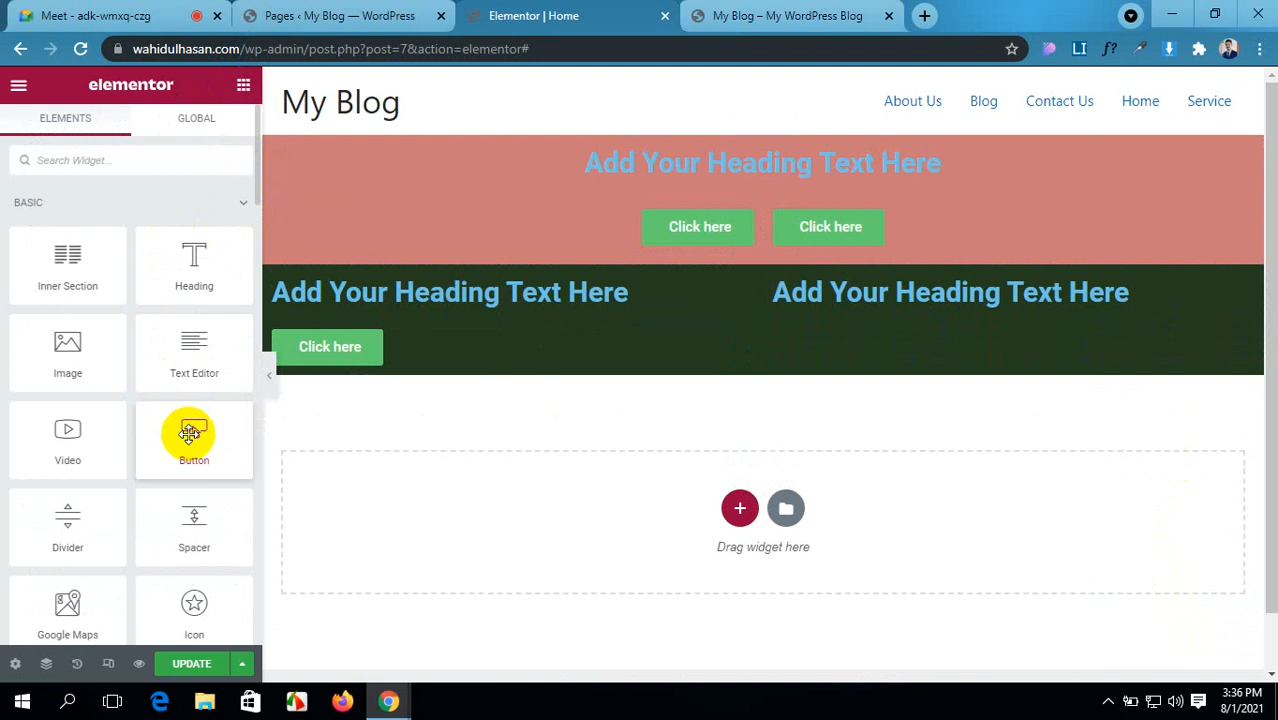 Meet - adk-wmxq-czg
Pages ‹ My Blog — WordPress
Elementor | Home
My Blog – My WordPress Blog
wahidulhasan.com/wp-admin/post.php?post=7&action=elementor#
LI
f?
elementor
ELEMENTS
GLOBAL
Search Widget...
BASIC
Inner Section
Heading
Image
Text Editor
Video
Button
Divider
Spacer
Google Maps
Icon
UPDATE
My Blog
About Us
Blog
Contact Us
Home
Service
Add Your Heading Text Here
Click here
Click here
Add Your Heading Text Here
Add Your Heading Text Here
Click here
Drag widget here
3:36 PM
8/1/2021